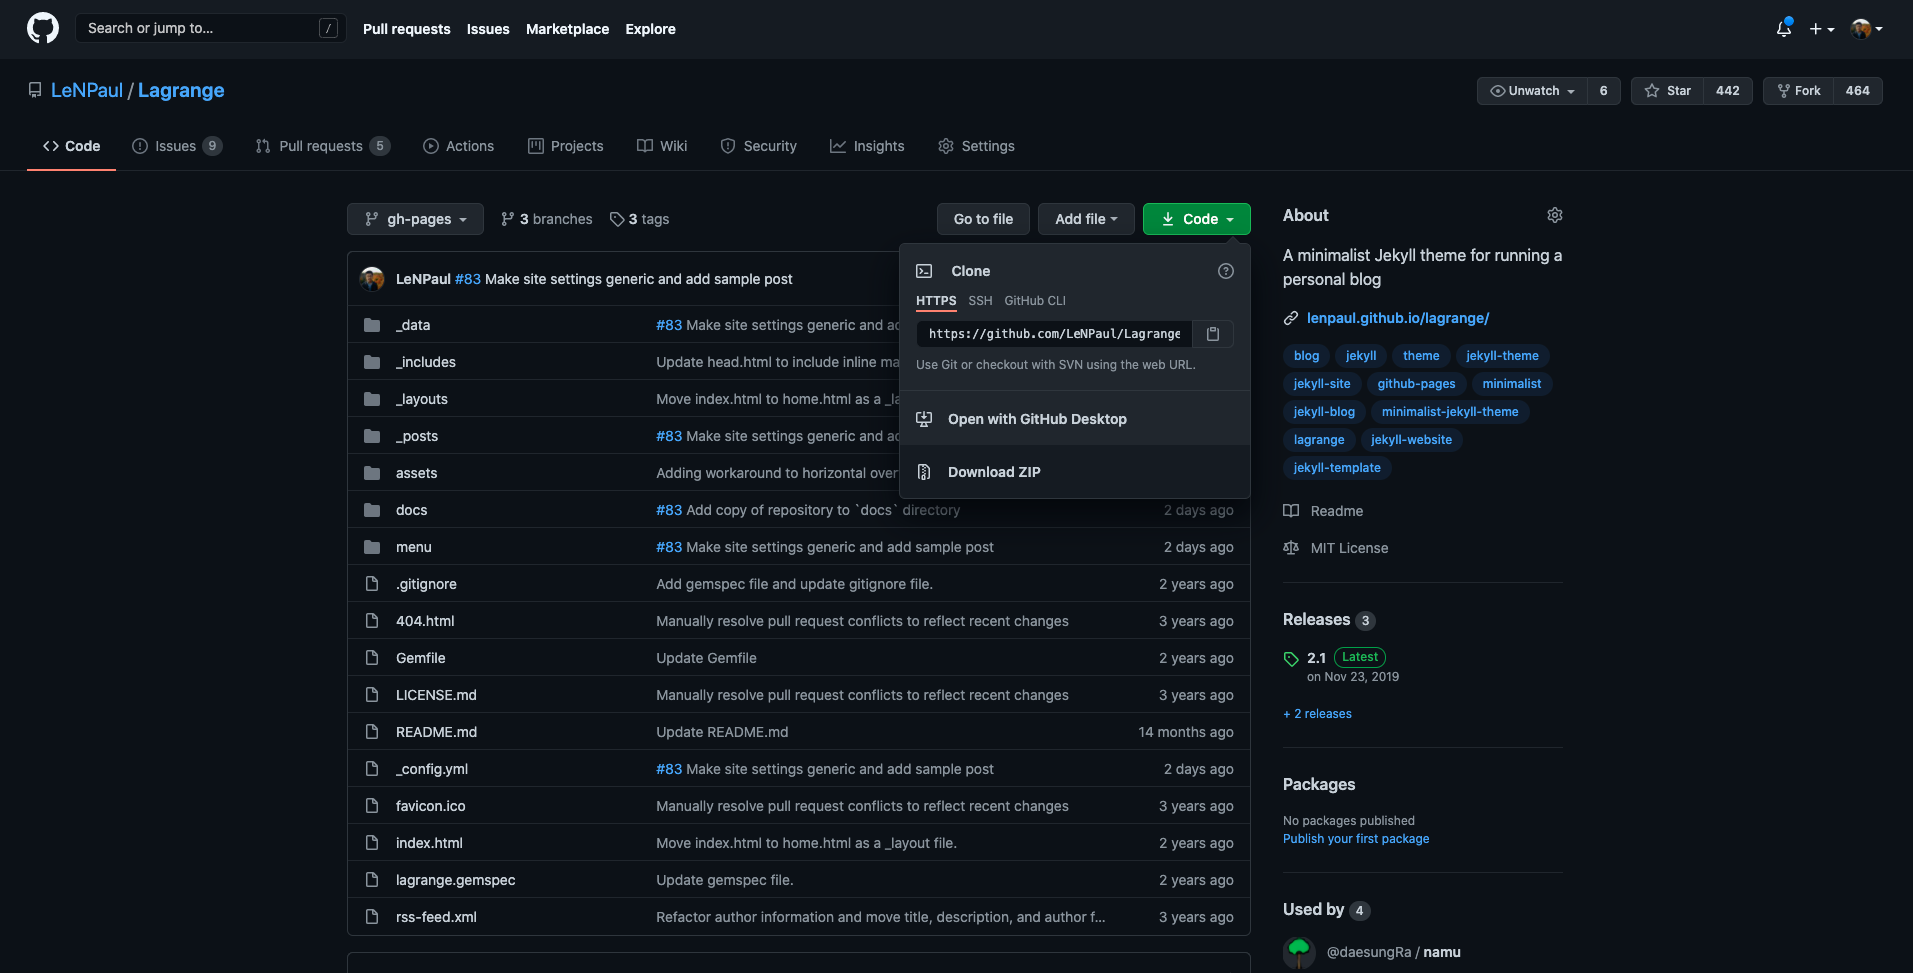 Search or jump to... /
Pull requests Issues Marketplace Explore
LeNPaul / Lagrange
Unwatch 6 Star 442 Fork 464
Code Issues 9 Pull requests 5 Actions Projects Wiki Security Insights Settings
gh-pages 3 branches 3 tags Go to file Add file Code
LeNPaul #83 Make site settings generic and add sample post
_data #83 Make site settings generic and ad
_includes Update head.html to include inline ma
_layouts Move index.html to home.html as a _la
_posts #83 Make site settings generic and ad
assets Adding workaround to horizontal over
docs #83 Add copy of repository to `docs` directory 2 days ago
menu #83 Make site settings generic and add sample post 2 days ago
.gitignore Add gemspec file and update gitignore file. 2 years ago
404.html Manually resolve pull request conflicts to reflect recent changes 3 years ago
Gemfile Update Gemfile 2 years ago
LICENSE.md Manually resolve pull request conflicts to reflect recent changes 3 years ago
README.md Update README.md 14 months ago
_config.yml #83 Make site settings generic and add sample post 2 days ago
favicon.ico Manually resolve pull request conflicts to reflect recent changes 3 years ago
index.html Move index.html to home.html as a _layout file. 2 years ago
lagrange.gemspec Update gemspec file. 2 years ago
rss-feed.xml Refactor author information and move title, description, and author f... 3 years ago
Clone ?
HTTPS SSH GitHub CLI
https://github.com/LeNPaul/Lagrange
Use Git or checkout with SVN using the web URL.
Open with GitHub Desktop
Download ZIP
About
A minimalist Jekyll theme for running a
personal blog
lenpaul.github.io/lagrange/
blog jekyll theme jekyll-theme
jekyll-site github-pages minimalist
jekyll-blog minimalist-jekyll-theme
lagrange jekyll-website
jekyll-template
Readme
MIT License
Releases 3
2.1 Latest
on Nov 23, 2019
+ 2 releases
Packages
No packages published
Publish your first package
Used by 4
@daesungRa / namu